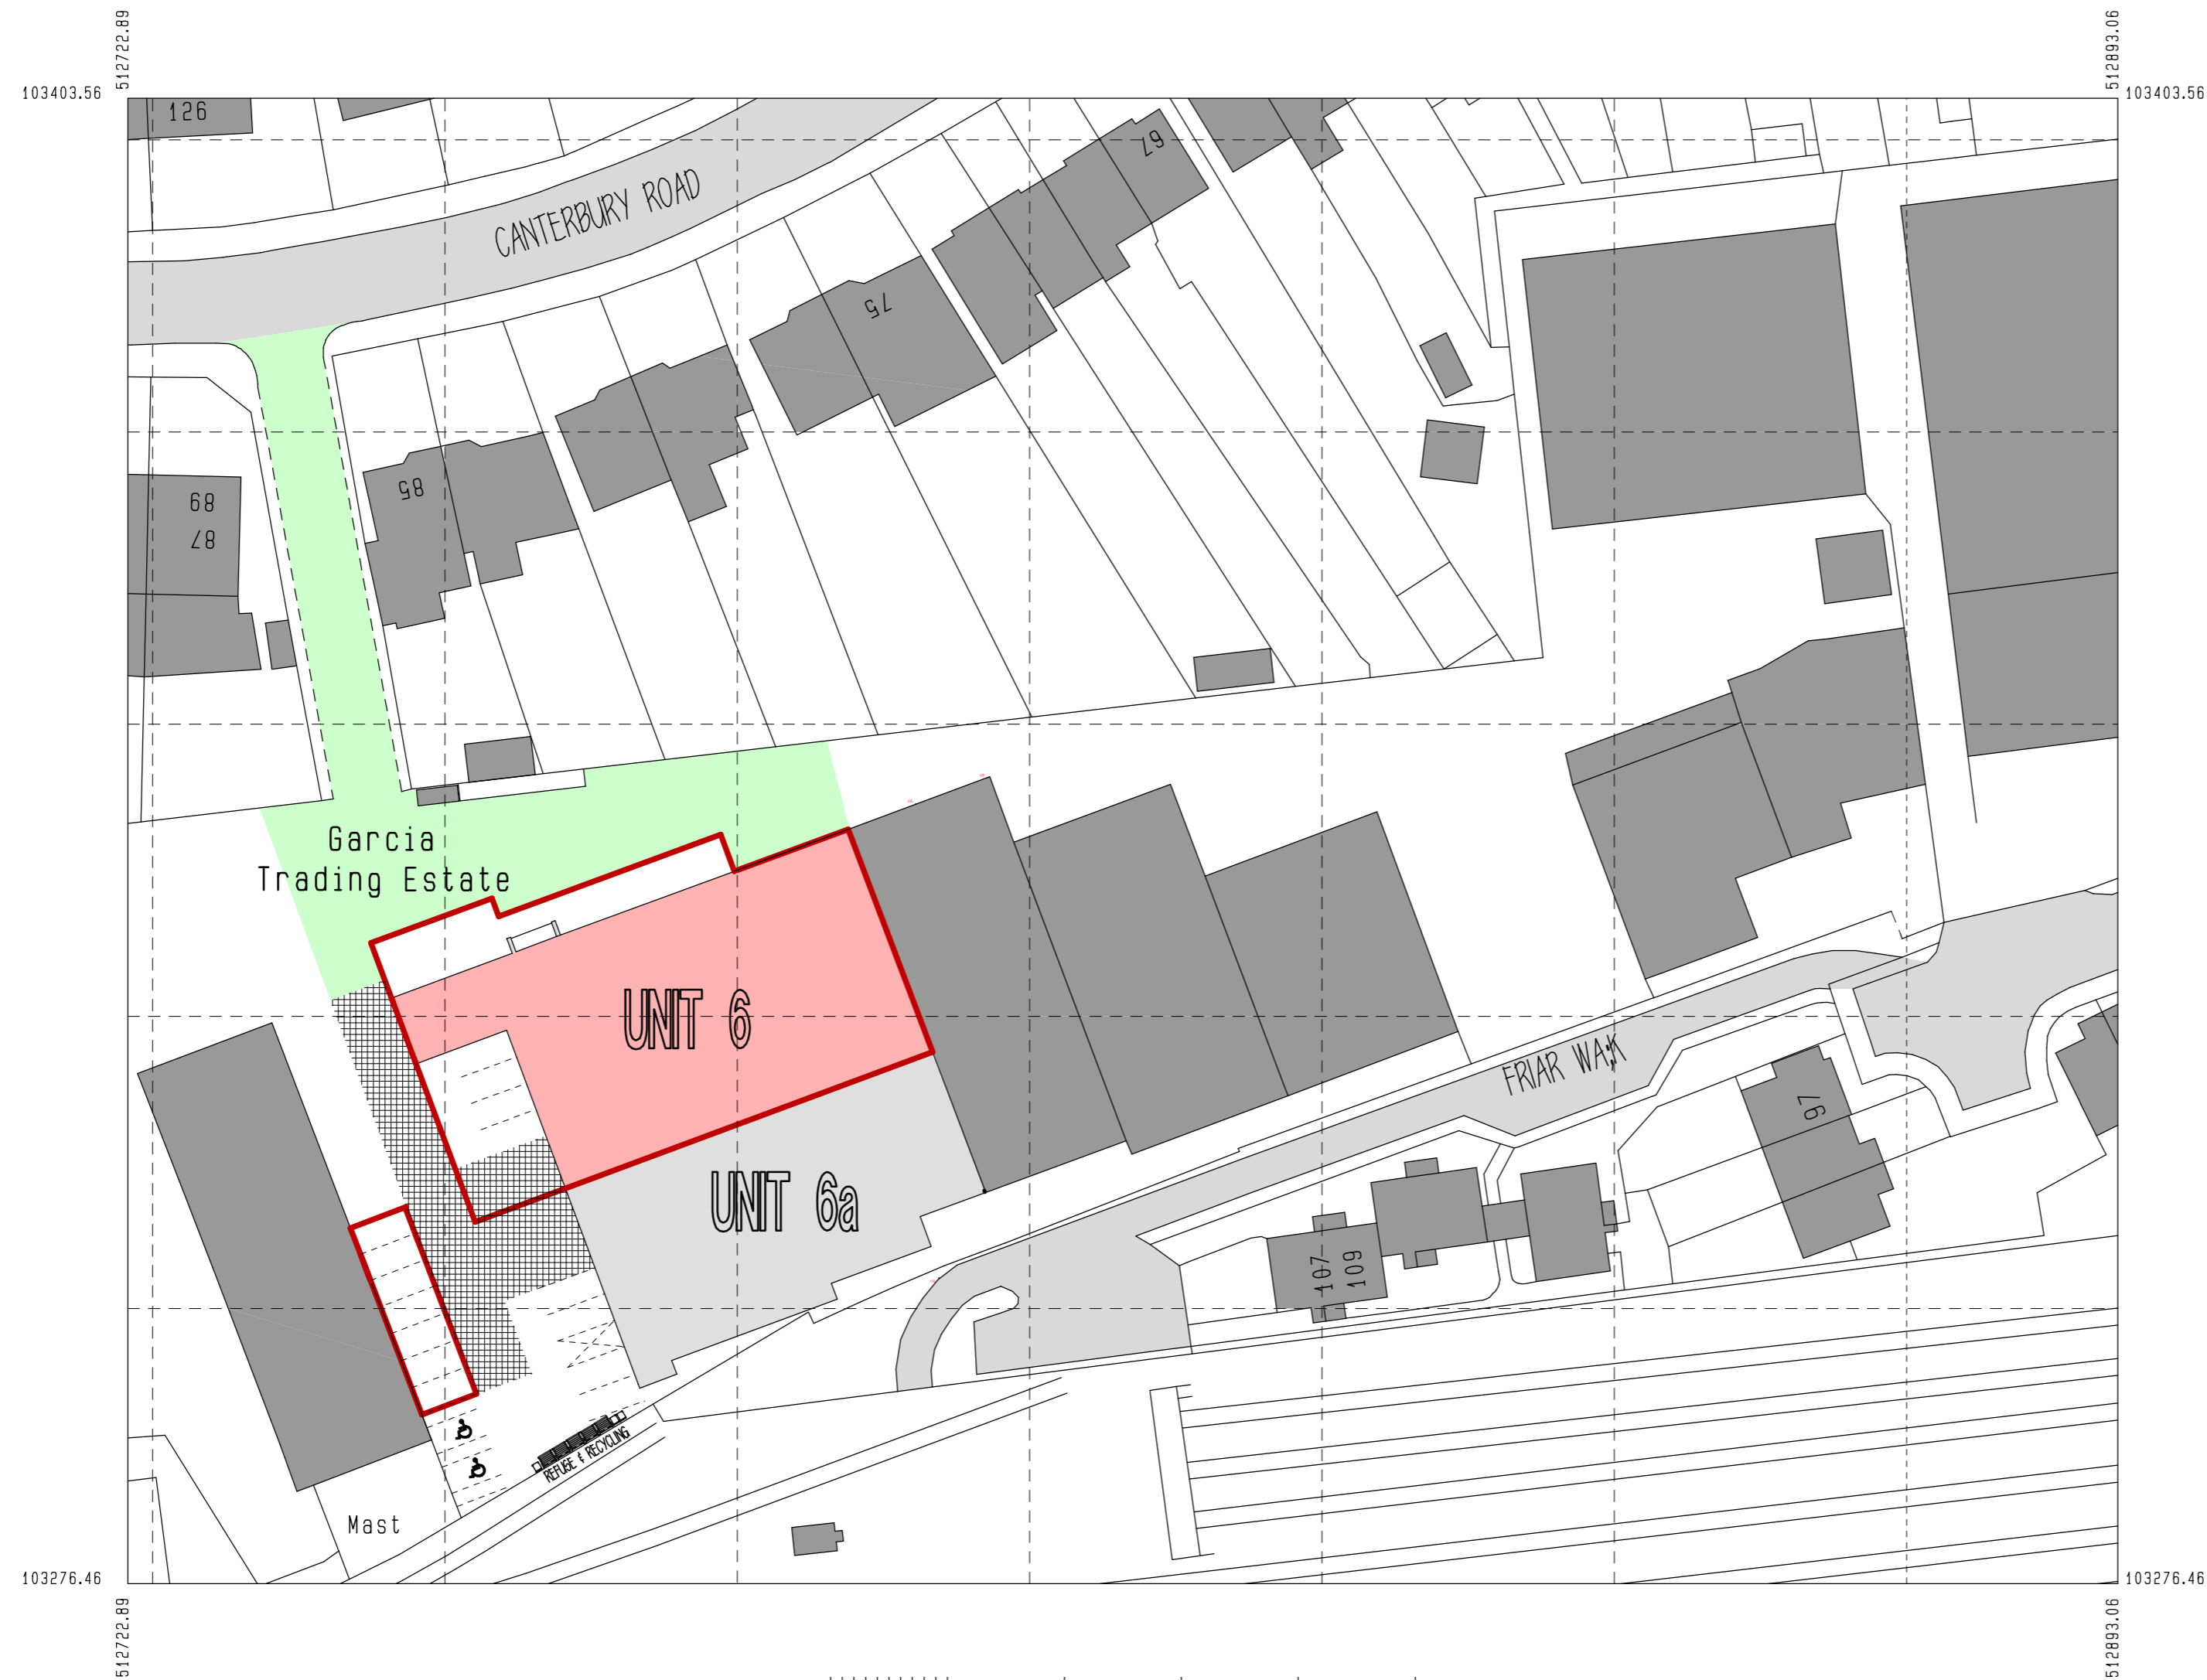 512722.89
512893.06
103403.56
103403.56
126
CANTERBURY ROAD
67
75
85
89
87
Garcia
Trading Estate
UNIT 6
FRIAR WALK
97
UNIT 6a
107
109
REFUGE & RECYCLING
Mast
103276.46
103276.46
512722.89
512893.06